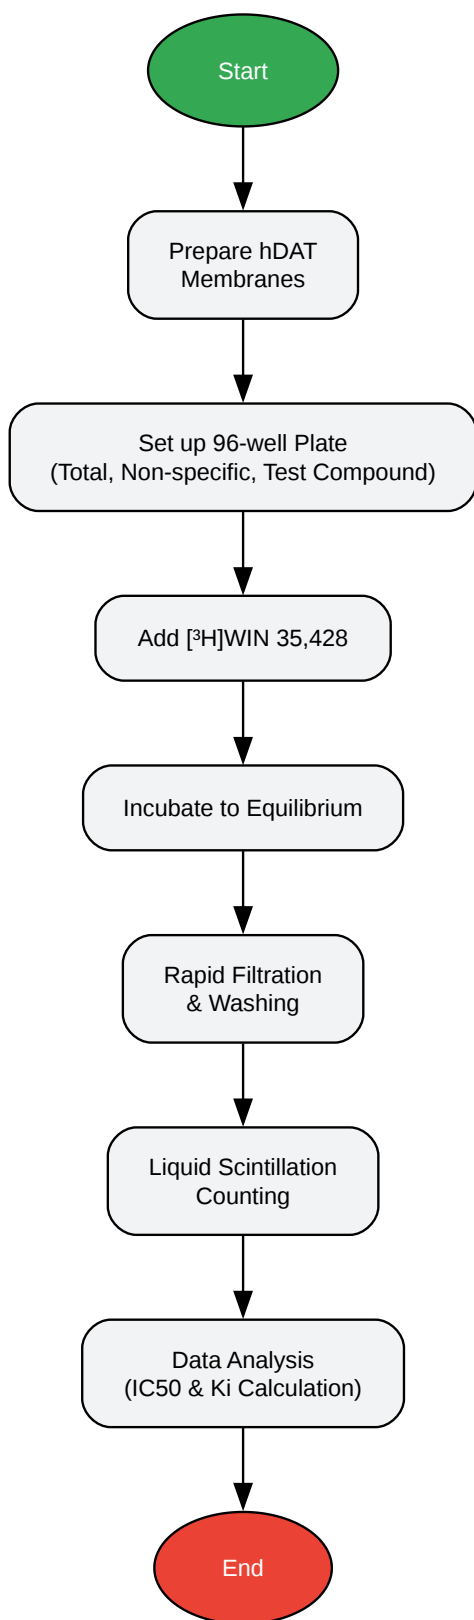 Start
Prepare hDAT
Membranes
Set up 96-well Plate
(Total, Non-specific, Test Compound)
Add [³H]WIN 35,428
Incubate to Equilibrium
Rapid Filtration
& Washing
Liquid Scintillation
Counting
Data Analysis
(IC50 & Ki Calculation)
End